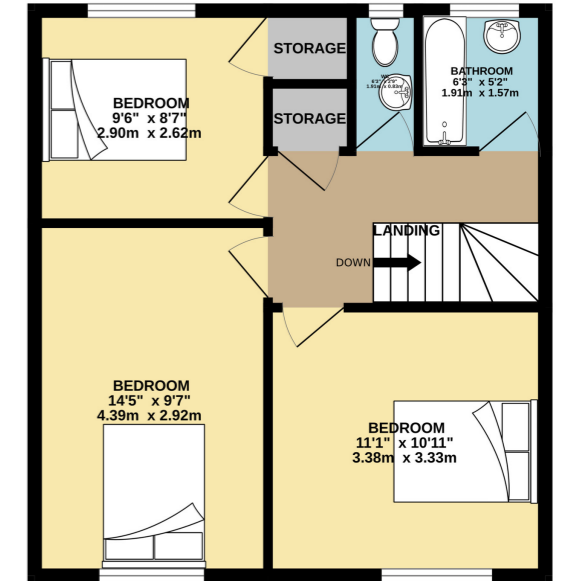 STORAGE
BEDROOM
9'6" x 8'7"
2.90m x 2.62m
STORAGE
BATHROOM
6'3" x 5'2"
1.91m x 1.57m
LANDING
DOWN
BEDROOM
14'5" x 9'7"
4.39m x 2.92m
BEDROOM
11'1" x 10'11"
3.38m x 3.33m